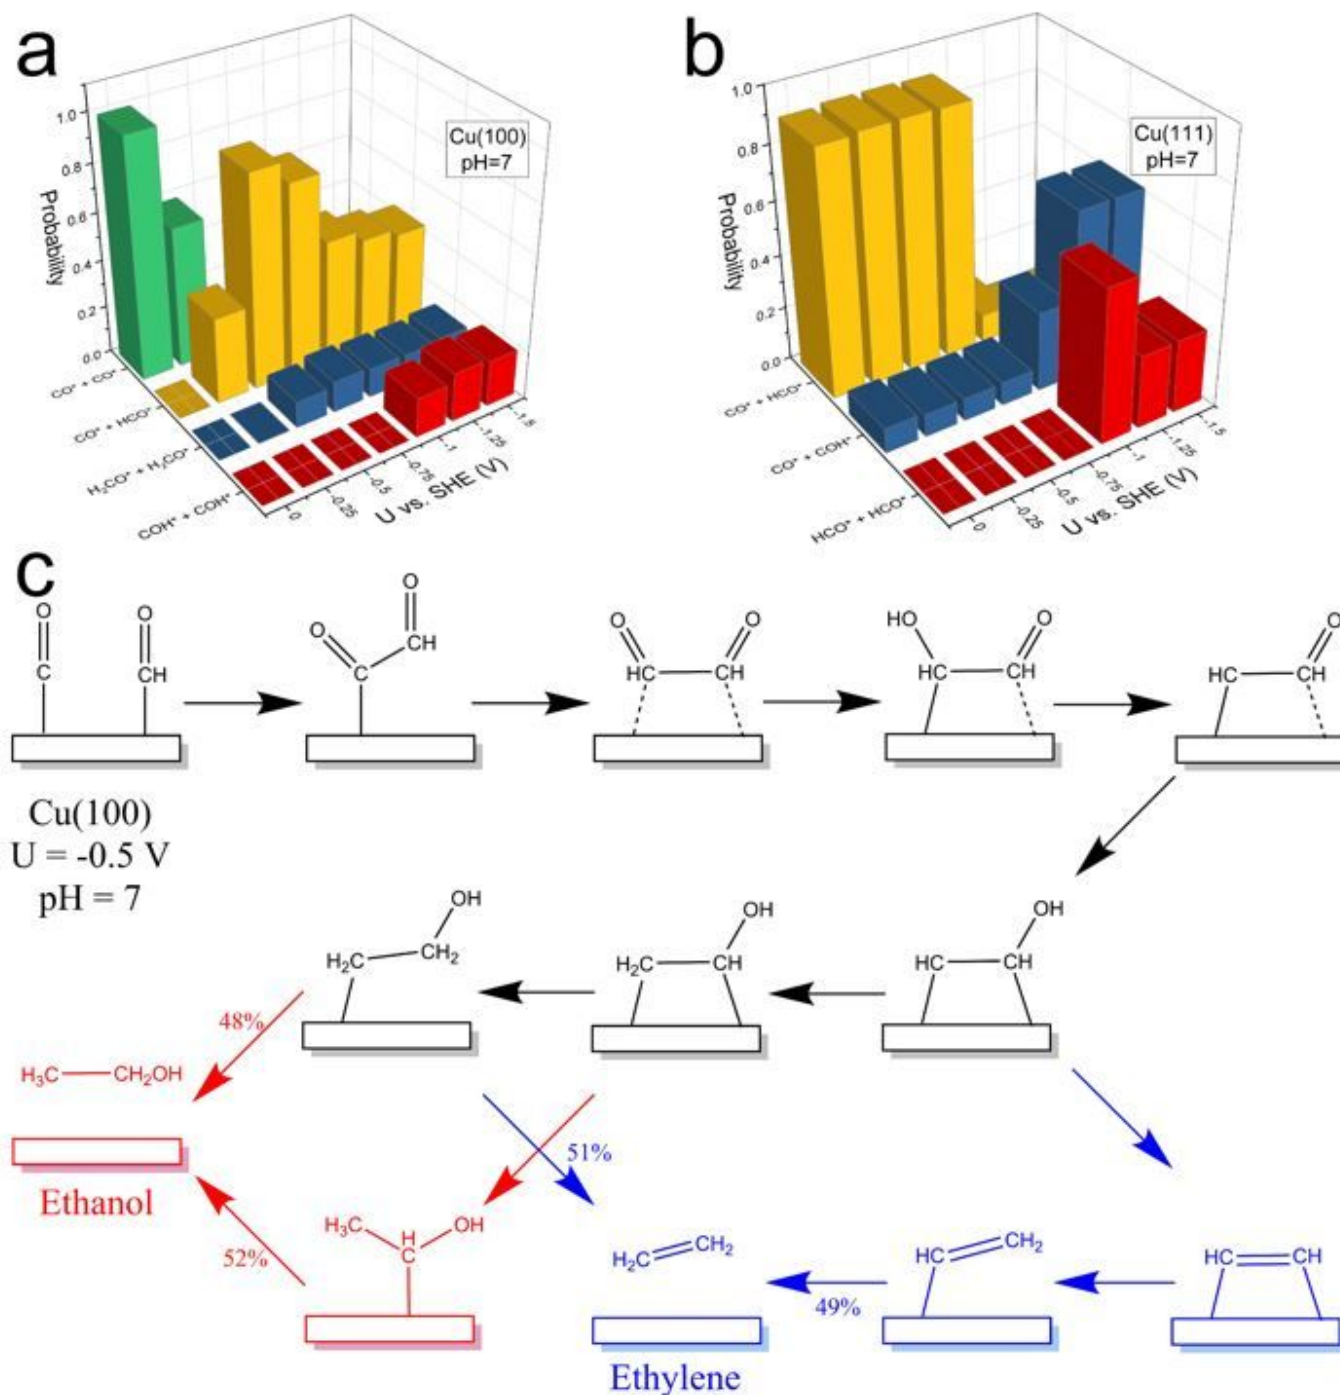 a
Cu(100)
pH=7
Probability
1.0
0.8
0.6
0.4
0.2
0.0
CO* + CO*
CO* + HCO*
H₂CO* + H₂CO*
COH* + COH*
0
-0.25
-0.5
-0.75
-1
-1.25
-1.5
U vs. SHE (V)
b
Cu(111)
pH=7
Probability
1.0
0.8
0.6
0.4
0.2
0.0
CO* + HCO*
CO* + COH*
HCO* + HCO*
0
-0.25
-0.5
-0.75
-1
-1.25
-1.5
U vs. SHE (V)
c
O
C
O
CH
O
C
O
CH
O
HC
O
CH
HO
HC
O
CH
HC
O
CH
Cu(100)
U = -0.5 V
pH = 7
H₂C
CH₂
OH
H₂C
CH
OH
HC
CH
OH
48%
H₃C
CH₂OH
Ethanol
52%
H₃C
H
C
OH
51%
H₂C
CH₂
Ethylene
49%
HC
CH₂
HC
CH